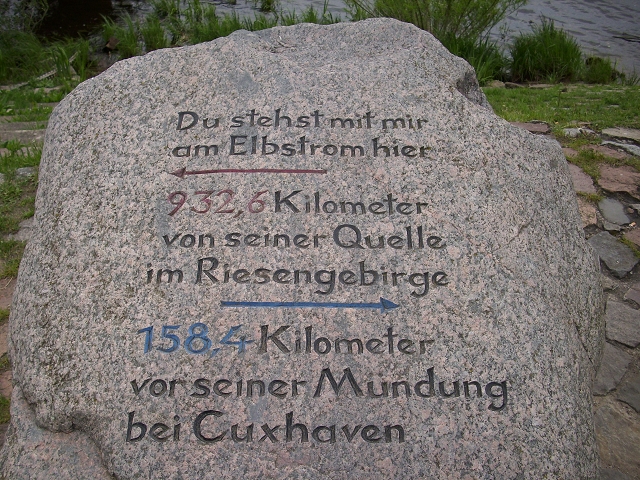 Du stehst mit mir
am Elbstrom hier
932,6 Kilometer
von seiner Quelle
im Riesengebirge
158,4 Kilometer
vor seiner Mundung
bei Cuxhaven